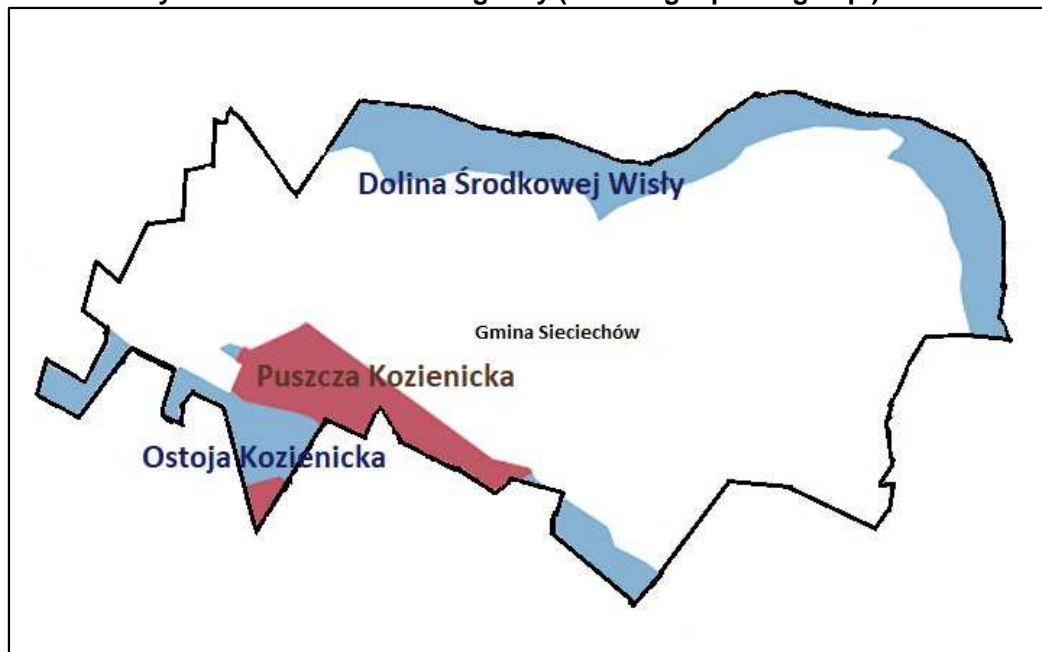 Dolina Środkowej Wisły
Gmina Sieciechów
Puszcza Kozienicka
Ostoja Kozienicka